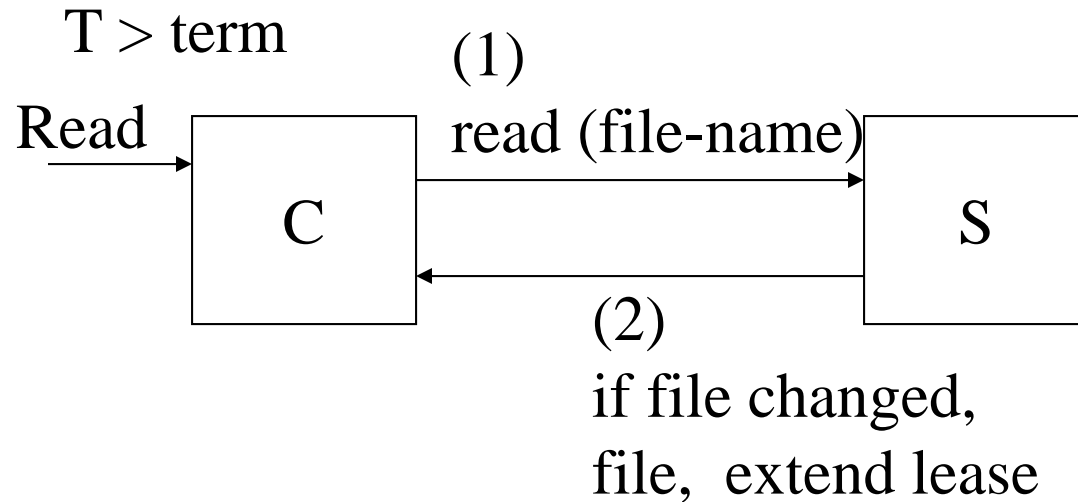 T > term
Read
C
(1)
read (file-name)
S
(2)
if file changed,
file, extend lease